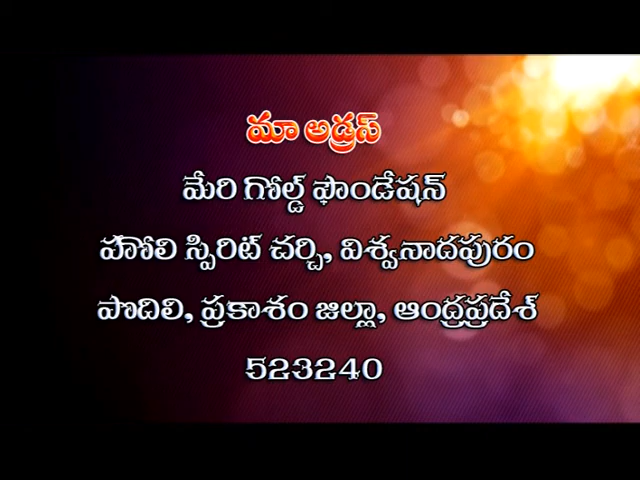 మా అడ్రస్
మేరి గోల్డ్ ఫౌండేషన్
హోలి స్పిరిట్ చర్చి, విశ్వనాదపురం
పొదిలి, ప్రకాశం జిల్లా, ఆంద్రప్రదేశ్
523240